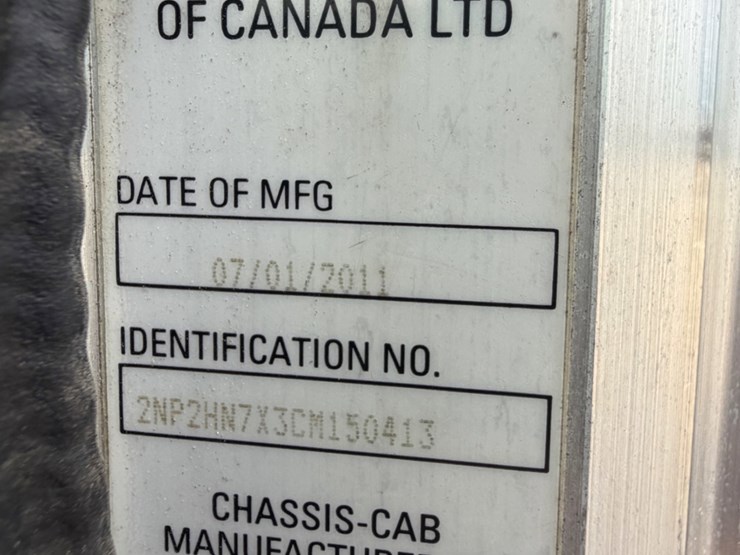 OF CANADA LTD
DATE OF MFG
07/01/2011
IDENTIFICATION NO.
2NP2HN7X3CM150413
CHASSIS-CAB